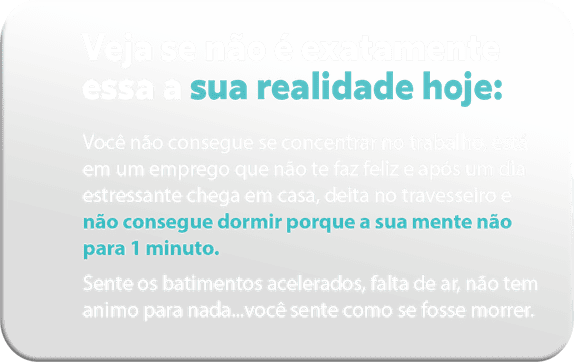 Veja se não é exatamente
essa a sua realidade hoje:
Você não consegue se concentrar no trabalho, está
em um emprego que não te faz feliz e após um dia
estressante chega em casa, deita no travesseiro e
não consegue dormir porque a sua mente não
para 1 minuto.
Sente os batimentos acelerados, falta de ar, não tem
animo para nada...você sente como se fosse morrer.